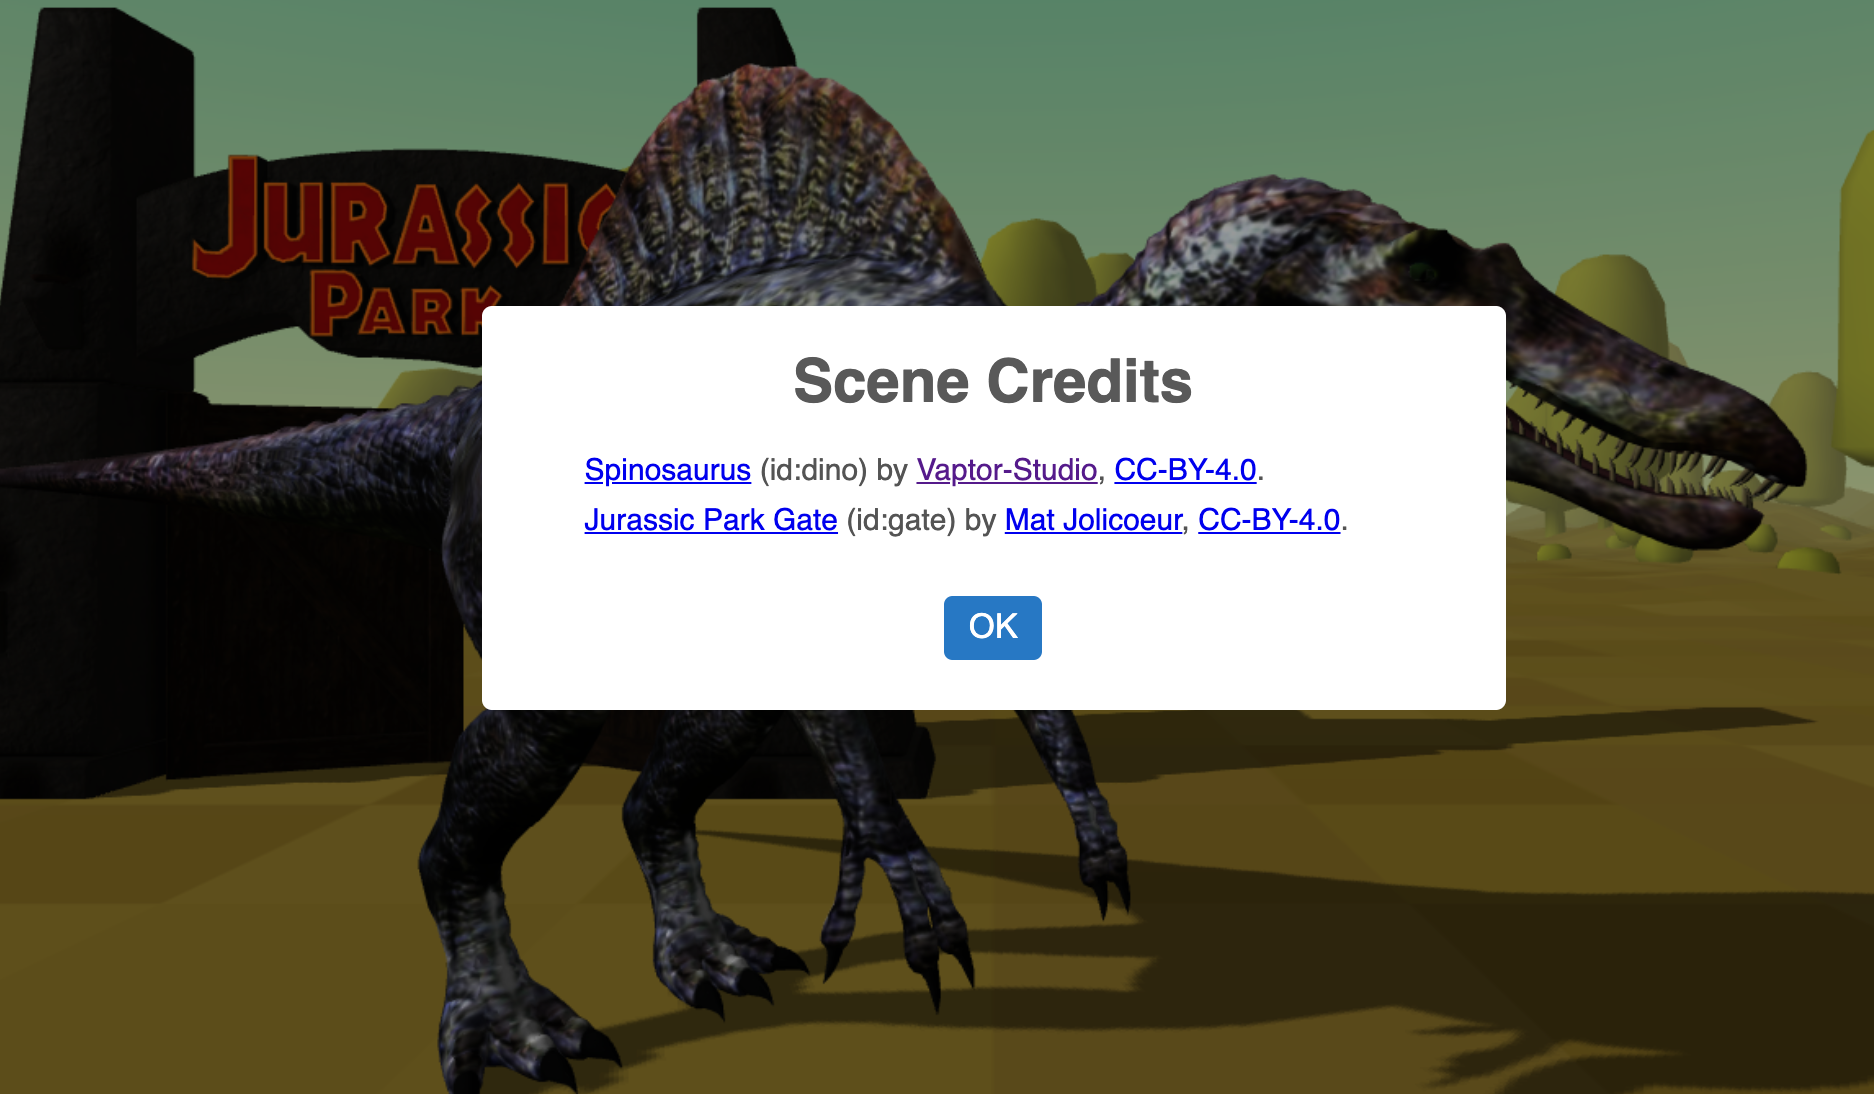 JURASSIC
PARK
Scene Credits
Spinosaurus (id:dino) by Vaptor-Studio, CC-BY-4.0.
Jurassic Park Gate (id:gate) by Mat Jolicoeur, CC-BY-4.0.
OK